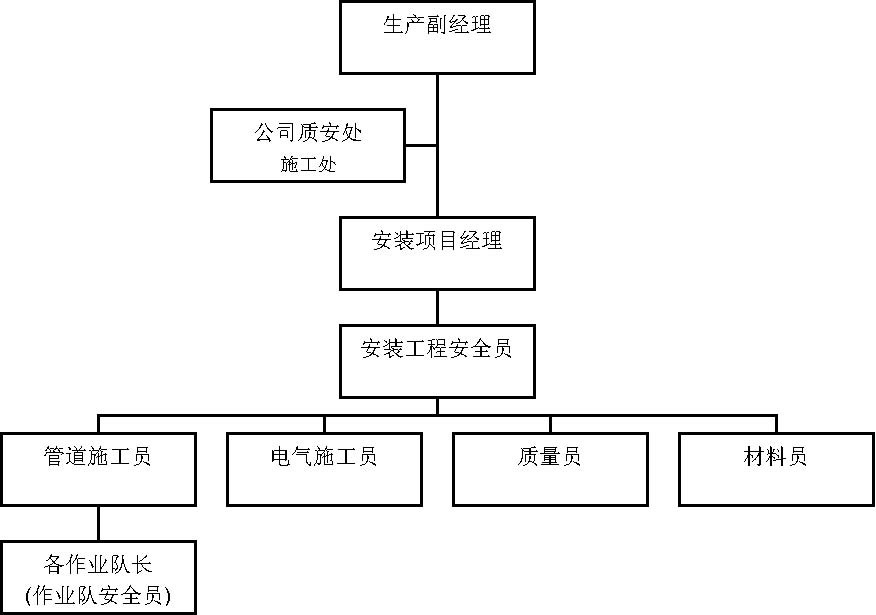 生产副经理
公司质安处
施工处
安装项目经理
安装工程安全员
管道施工员
电气施工员
质量员
材料员
各作业队长
(作业队安全员)